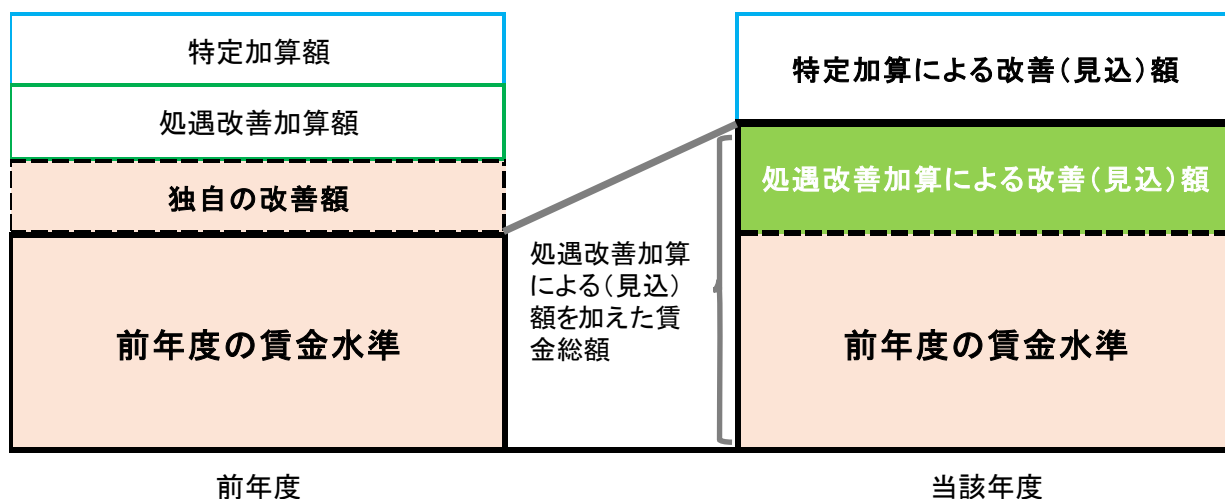 特定加算額
処遇改善加算額
独自の改善額
前年度の賃金水準
前年度
処遇改善加算
による(見込)
額を加えた賃
金総額
特定加算による改善(見込)額
処遇改善加算による改善(見込)額
前年度の賃金水準
当該年度